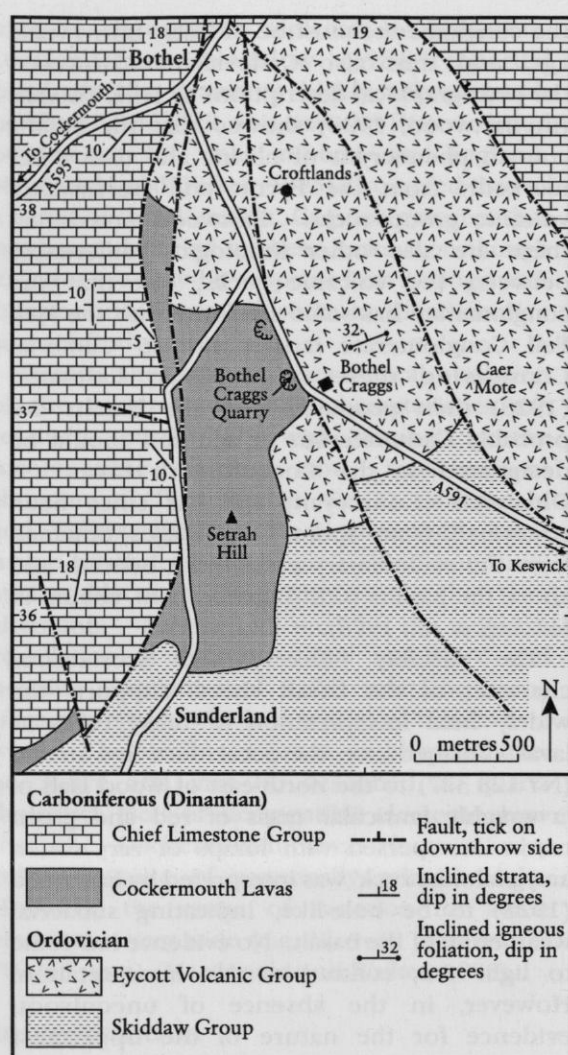 18
19
Bothel
To Cockermouth
A595
10
38
Croftlands
10
5
32
Bothel
Craggs
Caer
Mote
Bothel
Craggs
Quarry
37
10
A591
Setrah
Hill
To Keswick
18
36
N
Sunderland
0 metres 500
Carboniferous (Dinantian)
Chief Limestone Group
Cockermouth Lavas
Ordovician
Eycott Volcanic Group
Skiddaw Group
Fault, tick on
downthrow side
18 Inclined strata,
dip in degrees
32 Inclined igneous
foliation, dip in
degrees